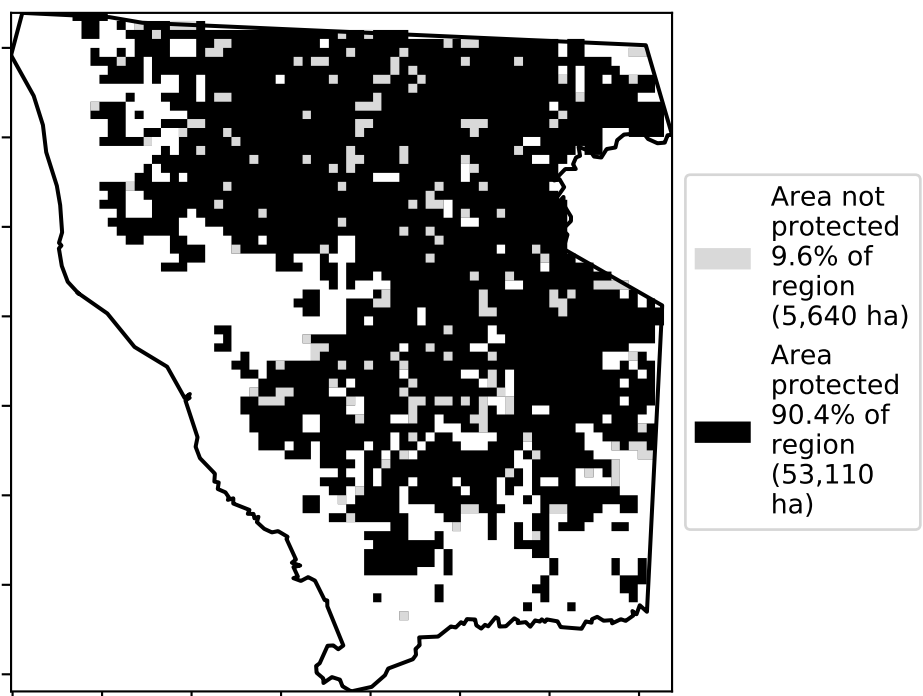 Area not
protected
9.6% of
region
(5,640 ha)
Area
protected
90.4% of
region
(53,110
ha)